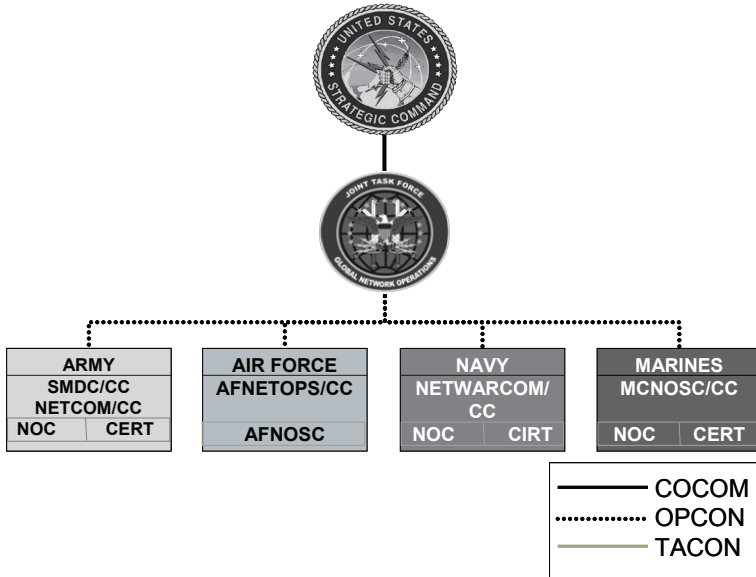 UNITED STATES
STRATEGIC COMMAND
JOINT TASK FORCE
GLOBAL NETWORK OPERATIONS
ARMY
SMDC/CC
NETCOM/CC
NOC CERT
AIR FORCE
AFNETOPS/CC
AFNOSC
NAVY
NETWARCOM/
CC
NOC CIRT
MARINES
MCNOSC/CC
NOC CERT
COCOM
OPCON
TACON